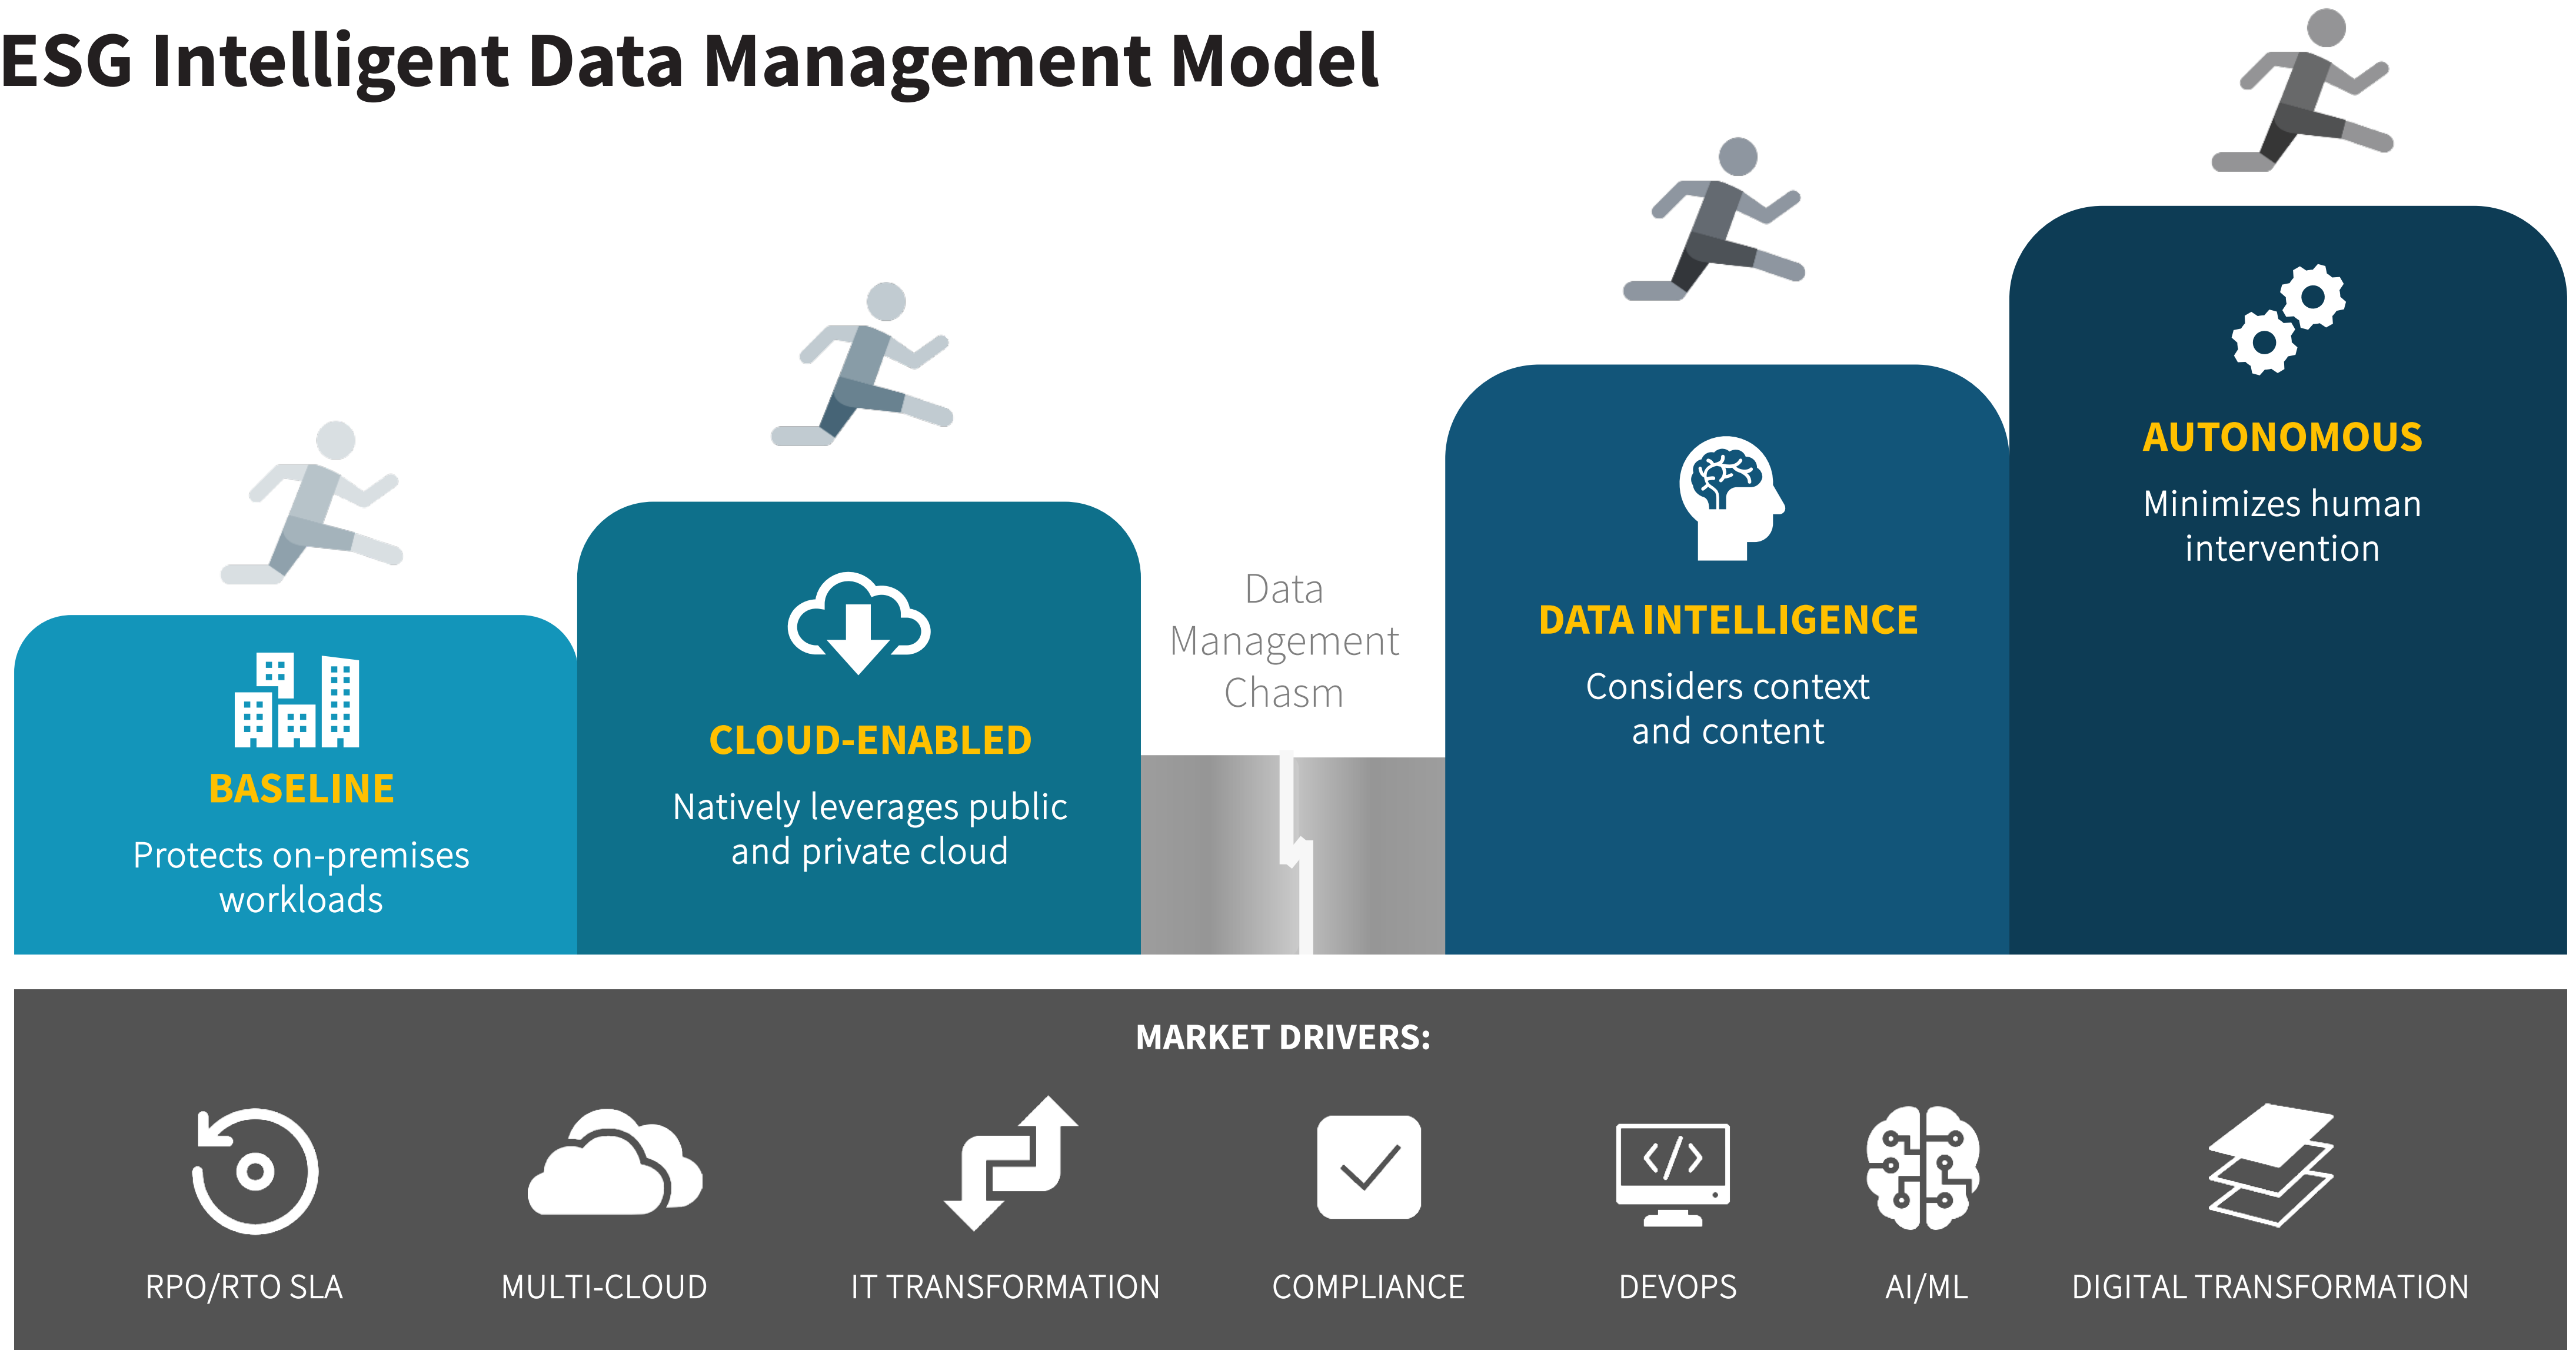 ESG Intelligent Data Management Model
BASELINE
Protects on-premises
workloads
CLOUD-ENABLED
Natively leverages public
and private cloud
Data
Management
Chasm
DATA INTELLIGENCE
Considers context
and content
AUTONOMOUS
Minimizes human
intervention
MARKET DRIVERS:
RPO/RTO SLA
MULTI-CLOUD
IT TRANSFORMATION
COMPLIANCE
</>
DEVOPS
AI/ML
DIGITAL TRANSFORMATION